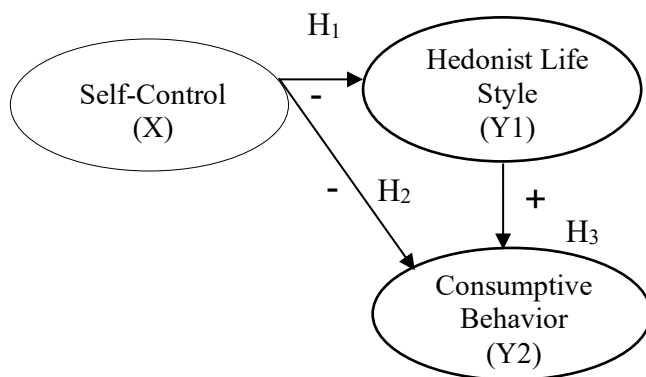 H₁
Hedonist Life
Style
(Y1)
Self-Control
(X)
-
-
H₂
+
H₃
Consumptive
Behavior
(Y2)